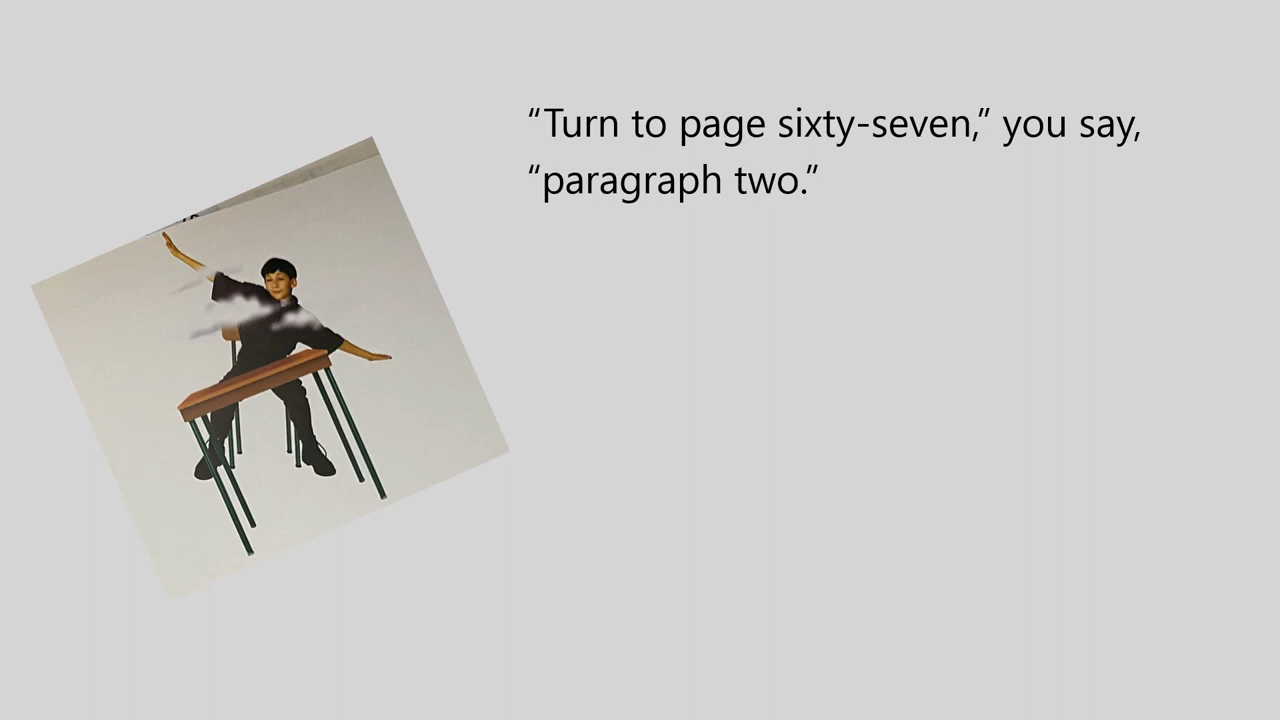 “Turn to page sixty-seven,” you say,
“paragraph two.”